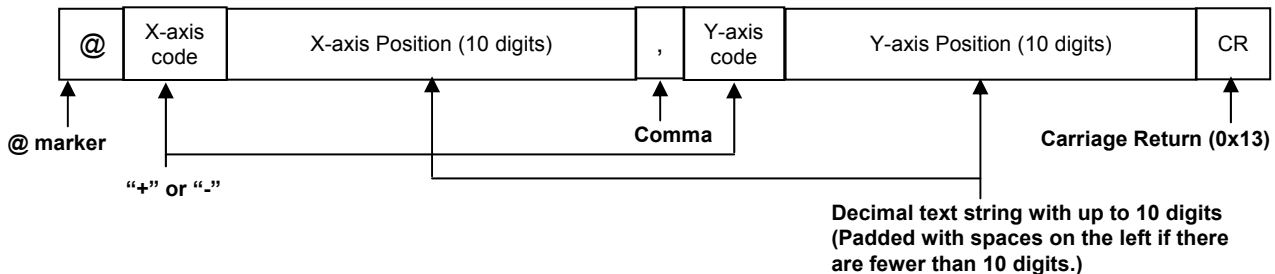 @
X-axis
code
X-axis Position (10 digits)
,
Y-axis
code
Y-axis Position (10 digits)
CR
@ marker
Comma
Carriage Return (0x13)
“+” or “-”
Decimal text string with up to 10 digits
(Padded with spaces on the left if there
are fewer than 10 digits.)